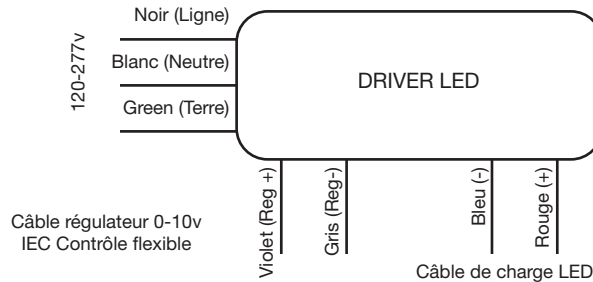 Noir (Ligne)
Blanc (Neutre)
Green (Terre)
120-277v
DRIVER LED
Violet (Reg +)
Gris (Reg-)
Bleu (-)
Rouge (+)
Câble régulateur 0-10v
IEC Contrôle flexible
Câble de charge LED